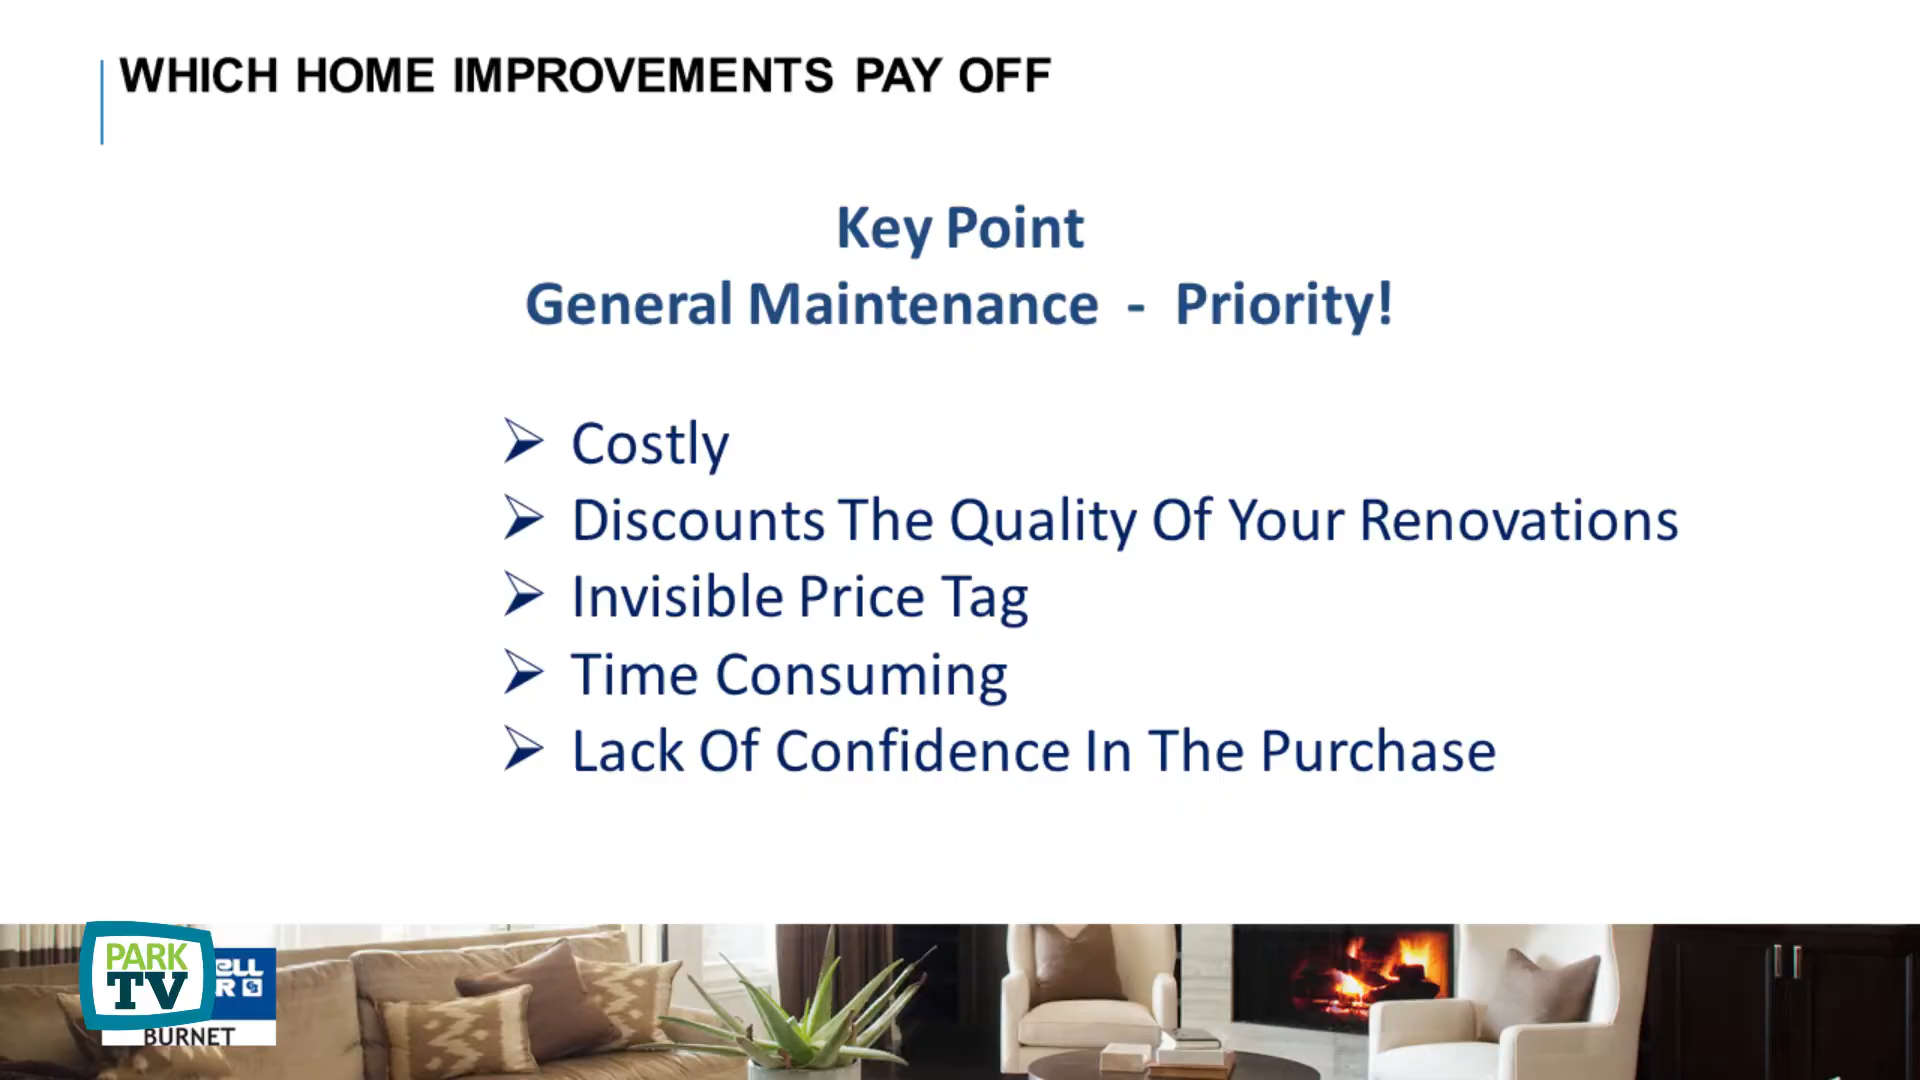 WHICH HOME IMPROVEMENTS PAY OFF
Key Point
General Maintenance - Priority!
Costly
Discounts The Quality Of Your Renovations
Invisible Price Tag
Time Consuming
Lack Of Confidence In The Purchase
PARK
TV
BURNET